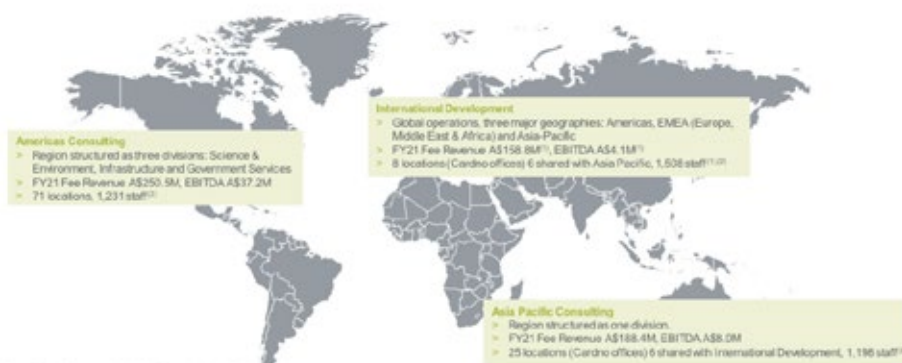 International Development
> Global operations, three major geographies: Americas, EMEA (Europe,
Middle East & Africa) and Asia-Pacific
> FY21 Fee Revenue A$158.8M, EBITDA A$4.1M
> 8 locations (Cardno offices) 6 shared with Asia Pacific, staff
Americas Consulting
> Region structured as three divisions: Science &
Environment, Infrastructure and Government Services
> FY21 Fee Revenue A$250.5M, EBITDA A$37.2M
> 71 locations, 1,231 staff
Asia Pacific Consulting
> Region structured as one division.
> FY21 Fee Revenue A$188.4M, EBITDA A$8.0M
> 25 locations (Cardno offices) 6 shared with International Development, 1,196 staff